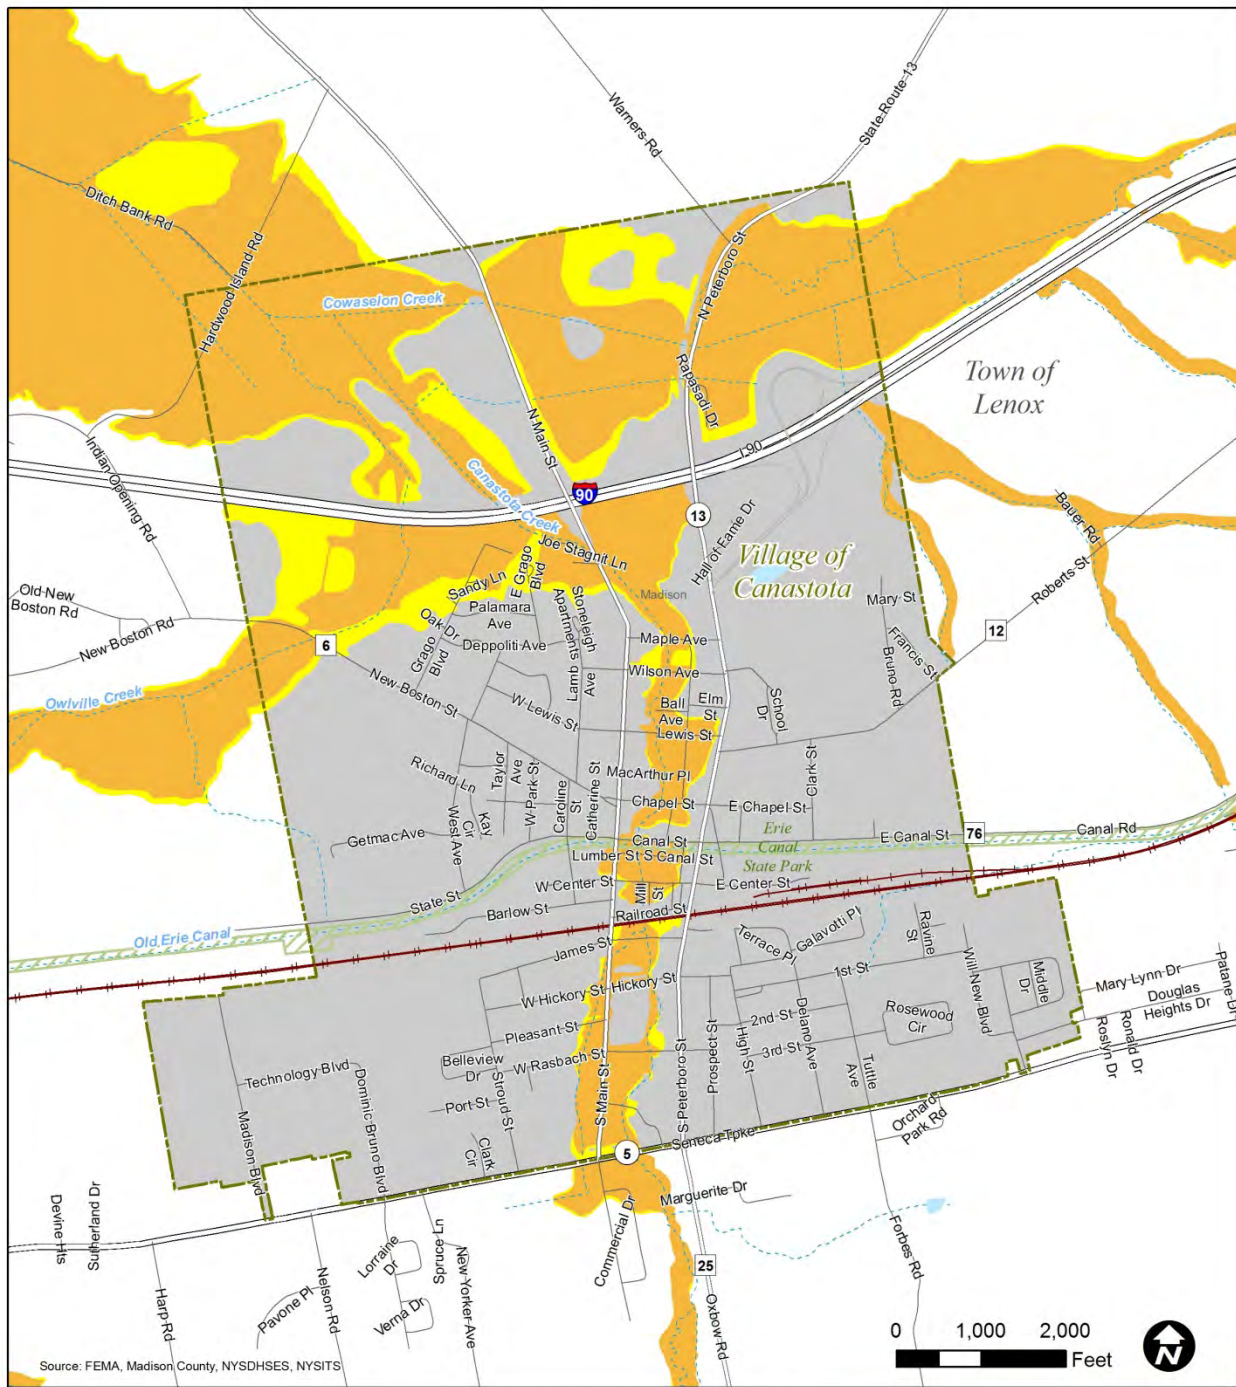 Warners Rd
State Route 13
Ditch Bank Rd
Hardwood Island Rd
Cowaselon Creek
N Peterboro St
Rapasadi Dr
Town of
Lenox
N Main St
I 90
Indian Opening Rd
Canastota Creek
90
13
Hall of Fame Dr
Bauer Rd
Joe Stagnit Ln
Village of
Canastota
Roberts St
Sandy Ln
E Grago
Blvd
Old New
Boston Rd
Palamara
Ave
Stoneleigh
Apartments
Madison
Mary St
New Boston Rd
6
Oak Dr
Deppoliti Ave
Grago
Blvd
Maple Ave
Francis St
12
Bruno Rd
Wilson Ave
Lamb
Ave
Owlville Creek
New Boston St
W Lewis St
Ball
Ave
Elm
St
School
Dr
Lewis St
Richard Ln
Taylor
Ave
W Park St
MacArthur Pl
Clark St
Caroline
St
Catherine St
Chapel St
E Chapel St
Kay
Cir
West Ave
Getmac Ave
Canal St
Erie
Canal
State Park
E Canal St
76
Canal Rd
Lumber St
S Canal St
W Center St
Mill
St
E Center St
State St
Barlow St
Railroad St
Old Erie Canal
James St
Terrace Pl
Galavotti Pl
Ravine
St
Will New Blvd
Middle
Dr
1st St
Mary Lynn Dr
Patane Dr
W Hickory St
Hickory St
Douglas
Heights Dr
Pleasant St
2nd St
Delano Ave
Rosewood
Cir
Roslyn Dr
Ronald Dr
Belleview
Dr
W Rasbach St
Prospect St
High St
3rd St
Tuttle
Ave
Technology Blvd
Dominic Bruno Blvd
Stroud St
Port St
S Main St
S Peterboro St
Orchard
Park Rd
Madison Blvd
Clark
Cir
5
Seneca Tpke
Marguerite Dr
Devine Hts
Sutherland Dr
Commercial Dr
Forbes Rd
Lorraine
Dr
Spruce Ln
New Yorker Ave
25
Harp Rd
Pavone Pl
Nelson Rd
Verna Dr
Oxbow Rd
0 1,000 2,000
Feet
N
Source: FEMA, Madison County, NYSDHSES, NYSITS